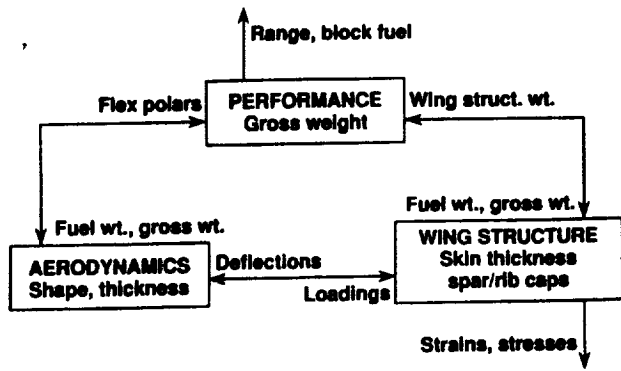 Range, block fuel
Flex polars
PERFORMANCE
Gross weight
Wing struct. wt.
Fuel wt., gross wt.
Fuel wt., gross wt.
AERODYNAMICS
Shape, thickness
Deflections
Loadings
WING STRUCTURE
Skin thickness
spar/rib caps
Strains, stresses